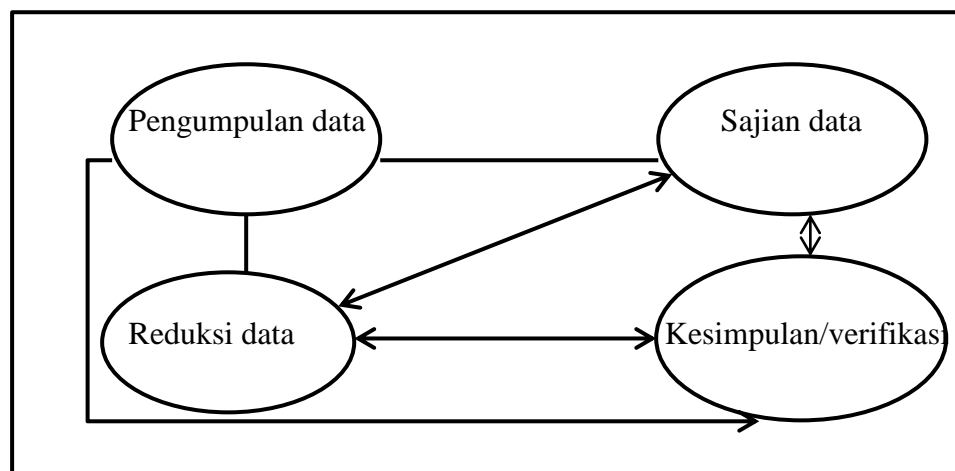 Pengumpulan data
Sajian data
Reduksi data
Kesimpulan/verifikasi